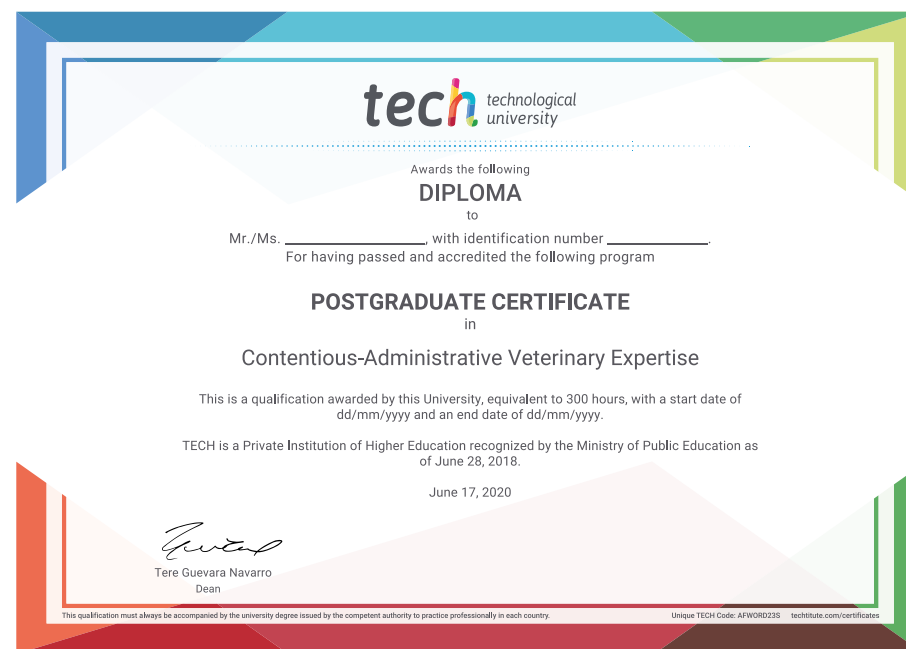 tech technological
university
Awards the following
DIPLOMA
to
Mr./Ms. ____________________, with identification number ______________.
For having passed and accredited the following program
POSTGRADUATE CERTIFICATE
in
Contentious-Administrative Veterinary Expertise
This is a qualification awarded by this University, equivalent to 300 hours, with a start date of
dd/mm/yyyy and an end date of dd/mm/yyyy.
TECH is a Private Institution of Higher Education recognized by the Ministry of Public Education as
of June 28, 2018.
June 17, 2020
Tere Guevara Navarro
Dean
This qualification must always be accompanied by the university degree issued by the competent authority to practice professionally in each country.
Unique TECH Code: AFWORD23S techtitute.com/certificates